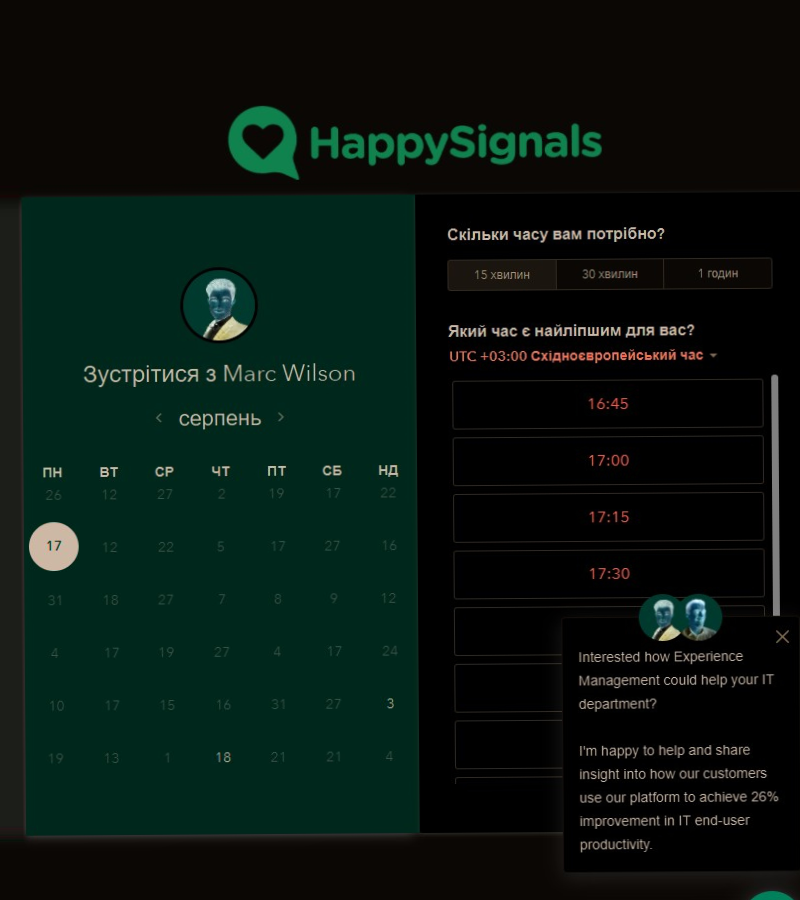 HappySignals
Зустрітися з Marc Wilson
серпень
ПН ВТ СР ЧТ ПТ СБ НД
26 12 27 2 19 17 22
17 12 22 5 17 27 16
31 18 27 7 8 9 12
4 17 19 27 4 17 24
10 17 15 16 31 27 3
19 13 1 18 21 21 4
Скільки часу вам потрібно?
15 хвилин 30 хвилин 1 годин
Який час є найліпшим для вас?
UTC +03:00 Східноєвропейський час
16:45
17:00
17:15
17:30
Interested how Experience
Management could help your IT
department?
I'm happy to help and share
insight into how our customers
use our platform to achieve 26%
improvement in IT end-user
productivity.